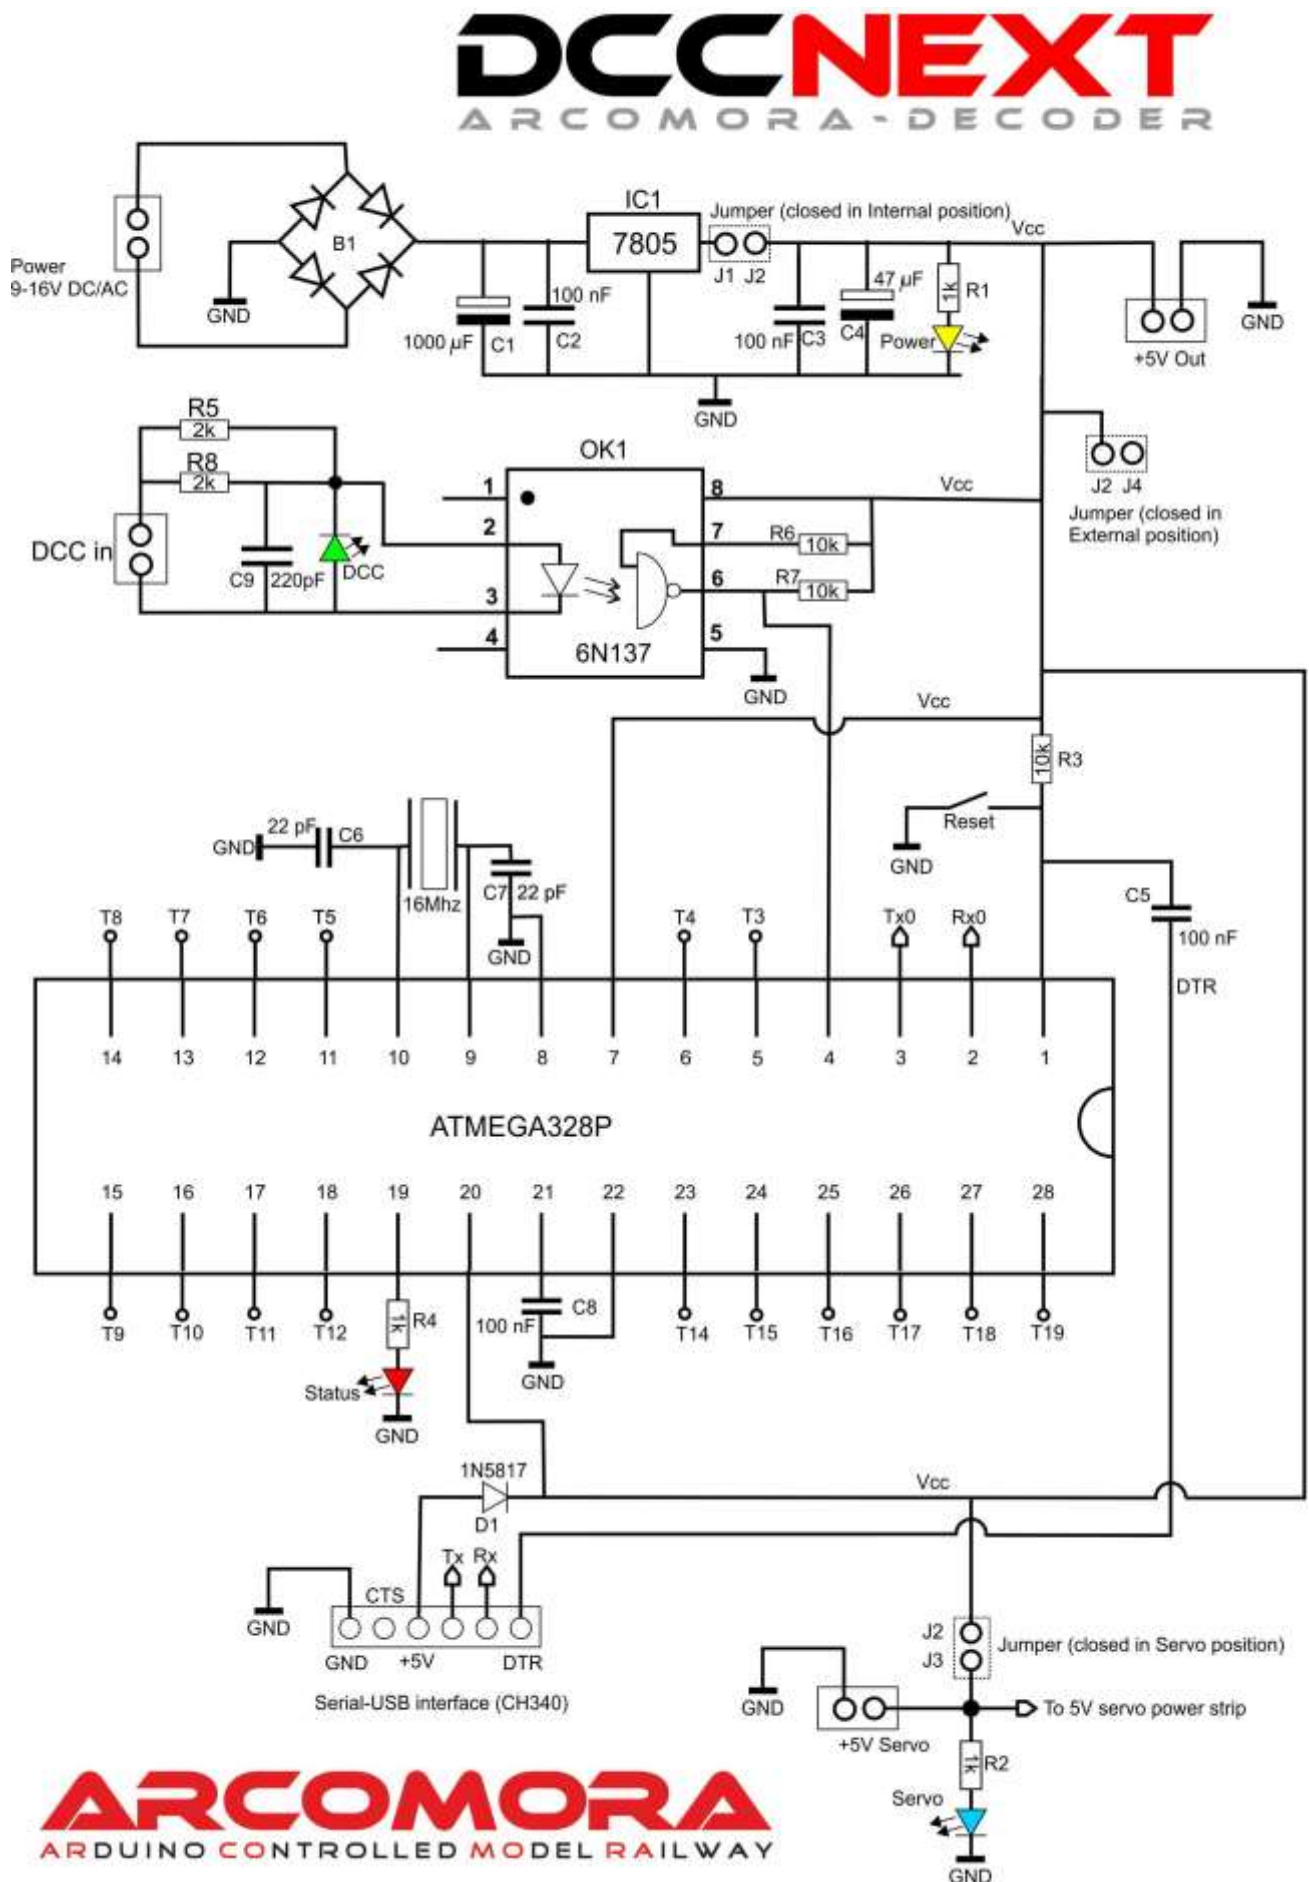 DCCNEXT
ARCOMORA-DECODER
IC1
7805
Jumper (closed in Internal position)
Vcc
J1 J2
B1
Power
9-16V DC/AC
GND
1000 µF
C1
100 nF
C2
100 nF
C3
47 µF
C4
R1
1k
Power
GND
+5V Out
GND
R5
2k
R8
2k
DCC in
C9
220pF
DCC
OK1
1
2
3
4
8
7
6
5
6N137
R6
10k
R7
10k
GND
Vcc
J2 J4
Jumper (closed in
External position)
Vcc
10k
R3
Reset
GND
GND
22 pF
C6
16Mhz
C7
22 pF
GND
C5
100 nF
DTR
T8 T7 T6 T5 T4 T3 Tx0 Rx0
14 13 12 11 10 9 8 7 6 5 4 3 2 1
ATMEGA328P
15 16 17 18 19 20 21 22 23 24 25 26 27 28
T9 T10 T11 T12 T14 T15 T16 T17 T18 T19
R4
1k
Status
GND
100 nF
C8
GND
1N5817
D1
Vcc
Tx Rx
CTS
GND
GND +5V DTR
Serial-USB interface (CH340)
J2
J3
Jumper (closed in Servo position)
GND
+5V Servo
To 5V servo power strip
1k
R2
Servo
GND
ARCOMORA
ARDUINO CONTROLLED MODEL RAILWAY